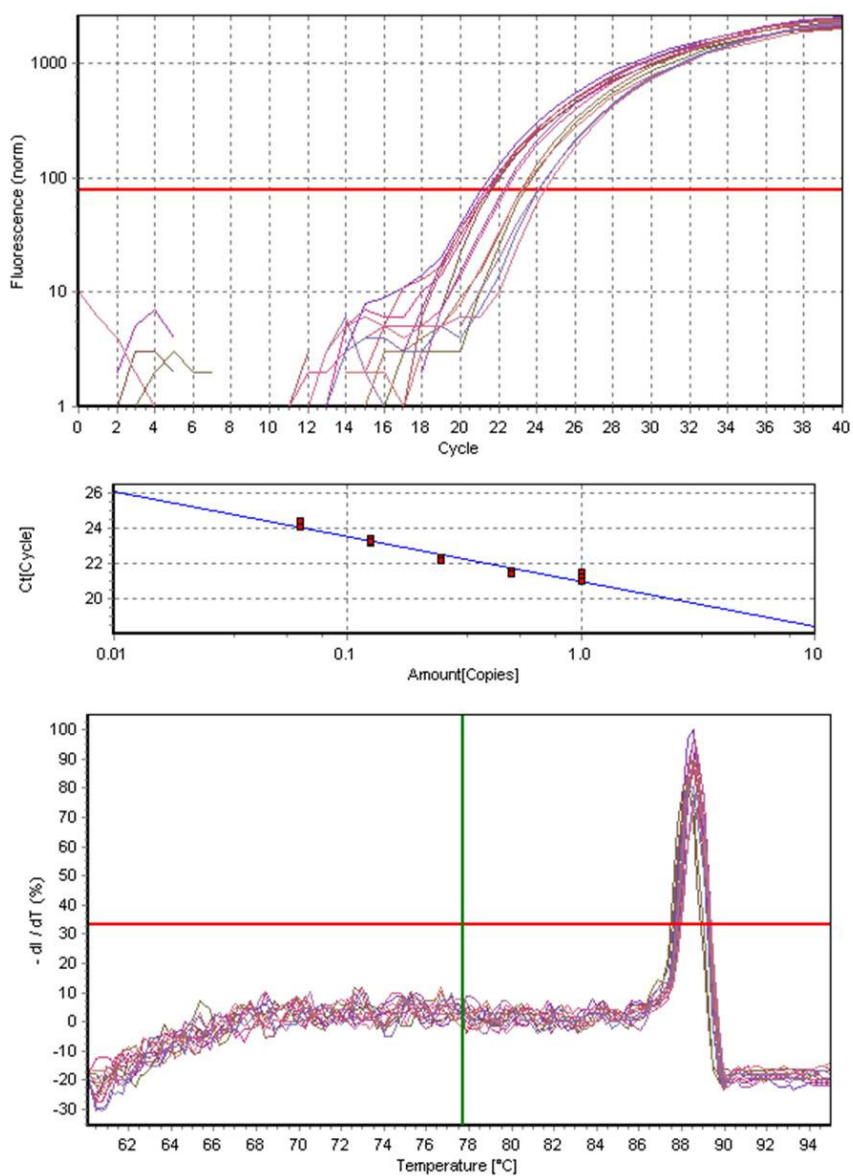 Fluorescence (norm)
1000
100
10
1
0 2 4 6 8 10 12 14 16 18 20 22 24 26 28 30 32 34 36 38 40
Cycle
Ct[Cycle]
26
24
22
20
0.01 0.1 1.0 10
Amount[Copies]
- dI / dT (%)
100
90
80
70
60
50
40
30
20
10
0
-10
-20
-30
62 64 66 68 70 72 74 76 78 80 82 84 86 88 90 92 94
Temperature [°C]